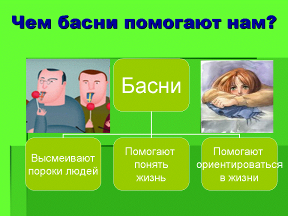 Чем басни помогают нам?
Басни
Высмеивают
пороки людей
Помогают
понять
жизнь
Помогают
ориентироваться
в жизни